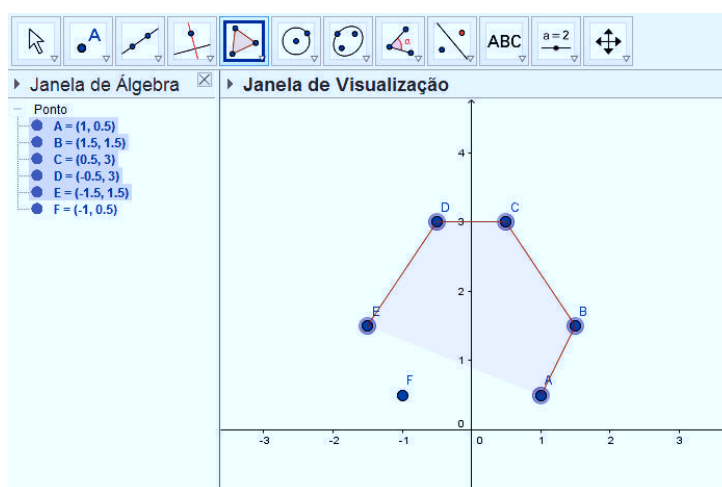 A α ABC a = 2
Janela de Álgebra
Janela de Visualização
Ponto
A = (1, 0.5)
B = (1.5, 1.5)
C = (0.5, 3)
D = (-0.5, 3)
E = (-1.5, 1.5)
F = (-1, 0.5)
4
D C
3
2
E B
1
F A
0
-3 -2 -1 0 1 2 3